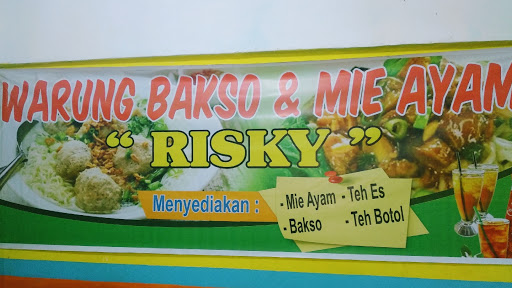 WARUNG BAKSO & MIE AYAM
“ RISKY ”
Menyediakan :
- Mie Ayam - Teh Es
- Bakso - Teh Botol